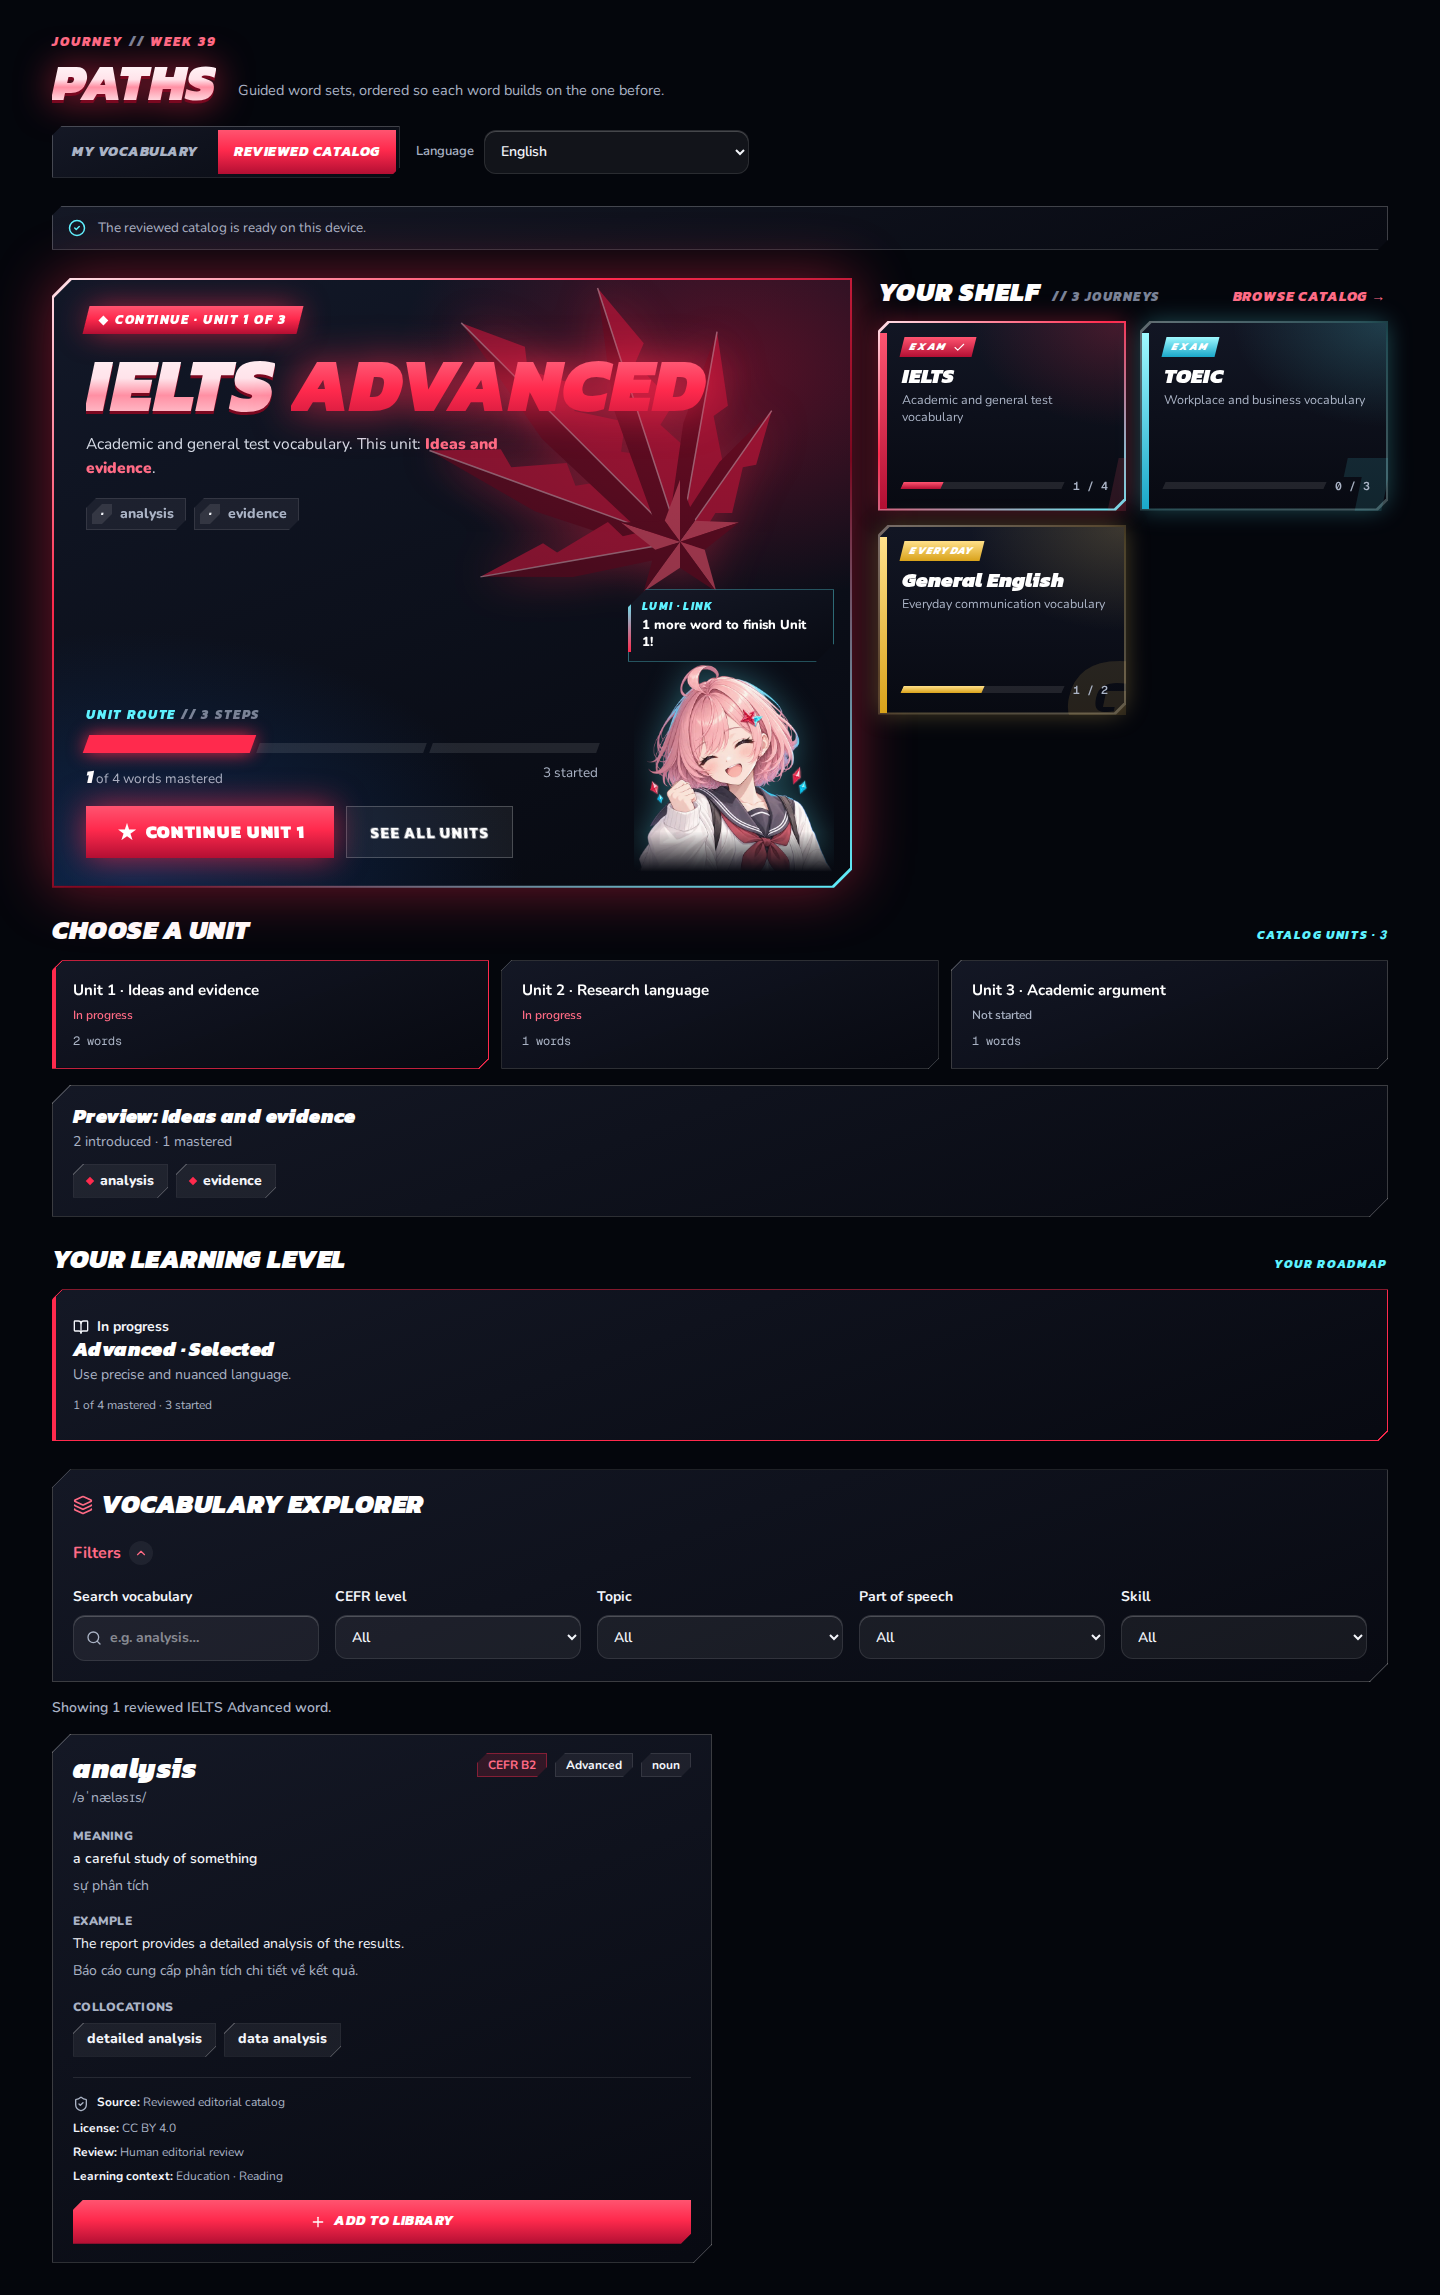 JOURNEY // WEEK 39
PATHS
Guided word sets, ordered so each word builds on the one before.
MY VOCABULARY
REVIEWED CATALOG
Language
English
The reviewed catalog is ready on this device.
CONTINUE · UNIT 1 OF 3
IELTS ADVANCED
Academic and general test vocabulary. This unit: Ideas and
evidence.
analysis
evidence
LUMI · LINK
1 more word to finish Unit
1!
UNIT ROUTE // 3 STEPS
1 of 4 words mastered
3 started
CONTINUE UNIT 1
SEE ALL UNITS
YOUR SHELF // 3 JOURNEYS
BROWSE CATALOG →
EXAM
IELTS
Academic and general test
vocabulary
1 / 4
EXAM
TOEIC
Workplace and business vocabulary
0 / 3
EVERYDAY
General English
Everyday communication vocabulary
1 / 2
CHOOSE A UNIT
CATALOG UNITS · 3
Unit 1 · Ideas and evidence
In progress
2 words
Unit 2 · Research language
In progress
1 words
Unit 3 · Academic argument
Not started
1 words
Preview: Ideas and evidence
2 introduced · 1 mastered
analysis
evidence
YOUR LEARNING LEVEL
YOUR ROADMAP
In progress
Advanced · Selected
Use precise and nuanced language.
1 of 4 mastered · 3 started
VOCABULARY EXPLORER
Filters
Search vocabulary
e.g. analysis...
CEFR level
All
Topic
All
Part of speech
All
Skill
All
Showing 1 reviewed IELTS Advanced word.
analysis
CEFR B2
Advanced
noun
/əˈnæləsɪs/
MEANING
a careful study of something
sự phân tích
EXAMPLE
The report provides a detailed analysis of the results.
Báo cáo cung cấp phân tích chi tiết về kết quả.
COLLOCATIONS
detailed analysis
data analysis
Source: Reviewed editorial catalog
License: CC BY 4.0
Review: Human editorial review
Learning context: Education · Reading
ADD TO LIBRARY